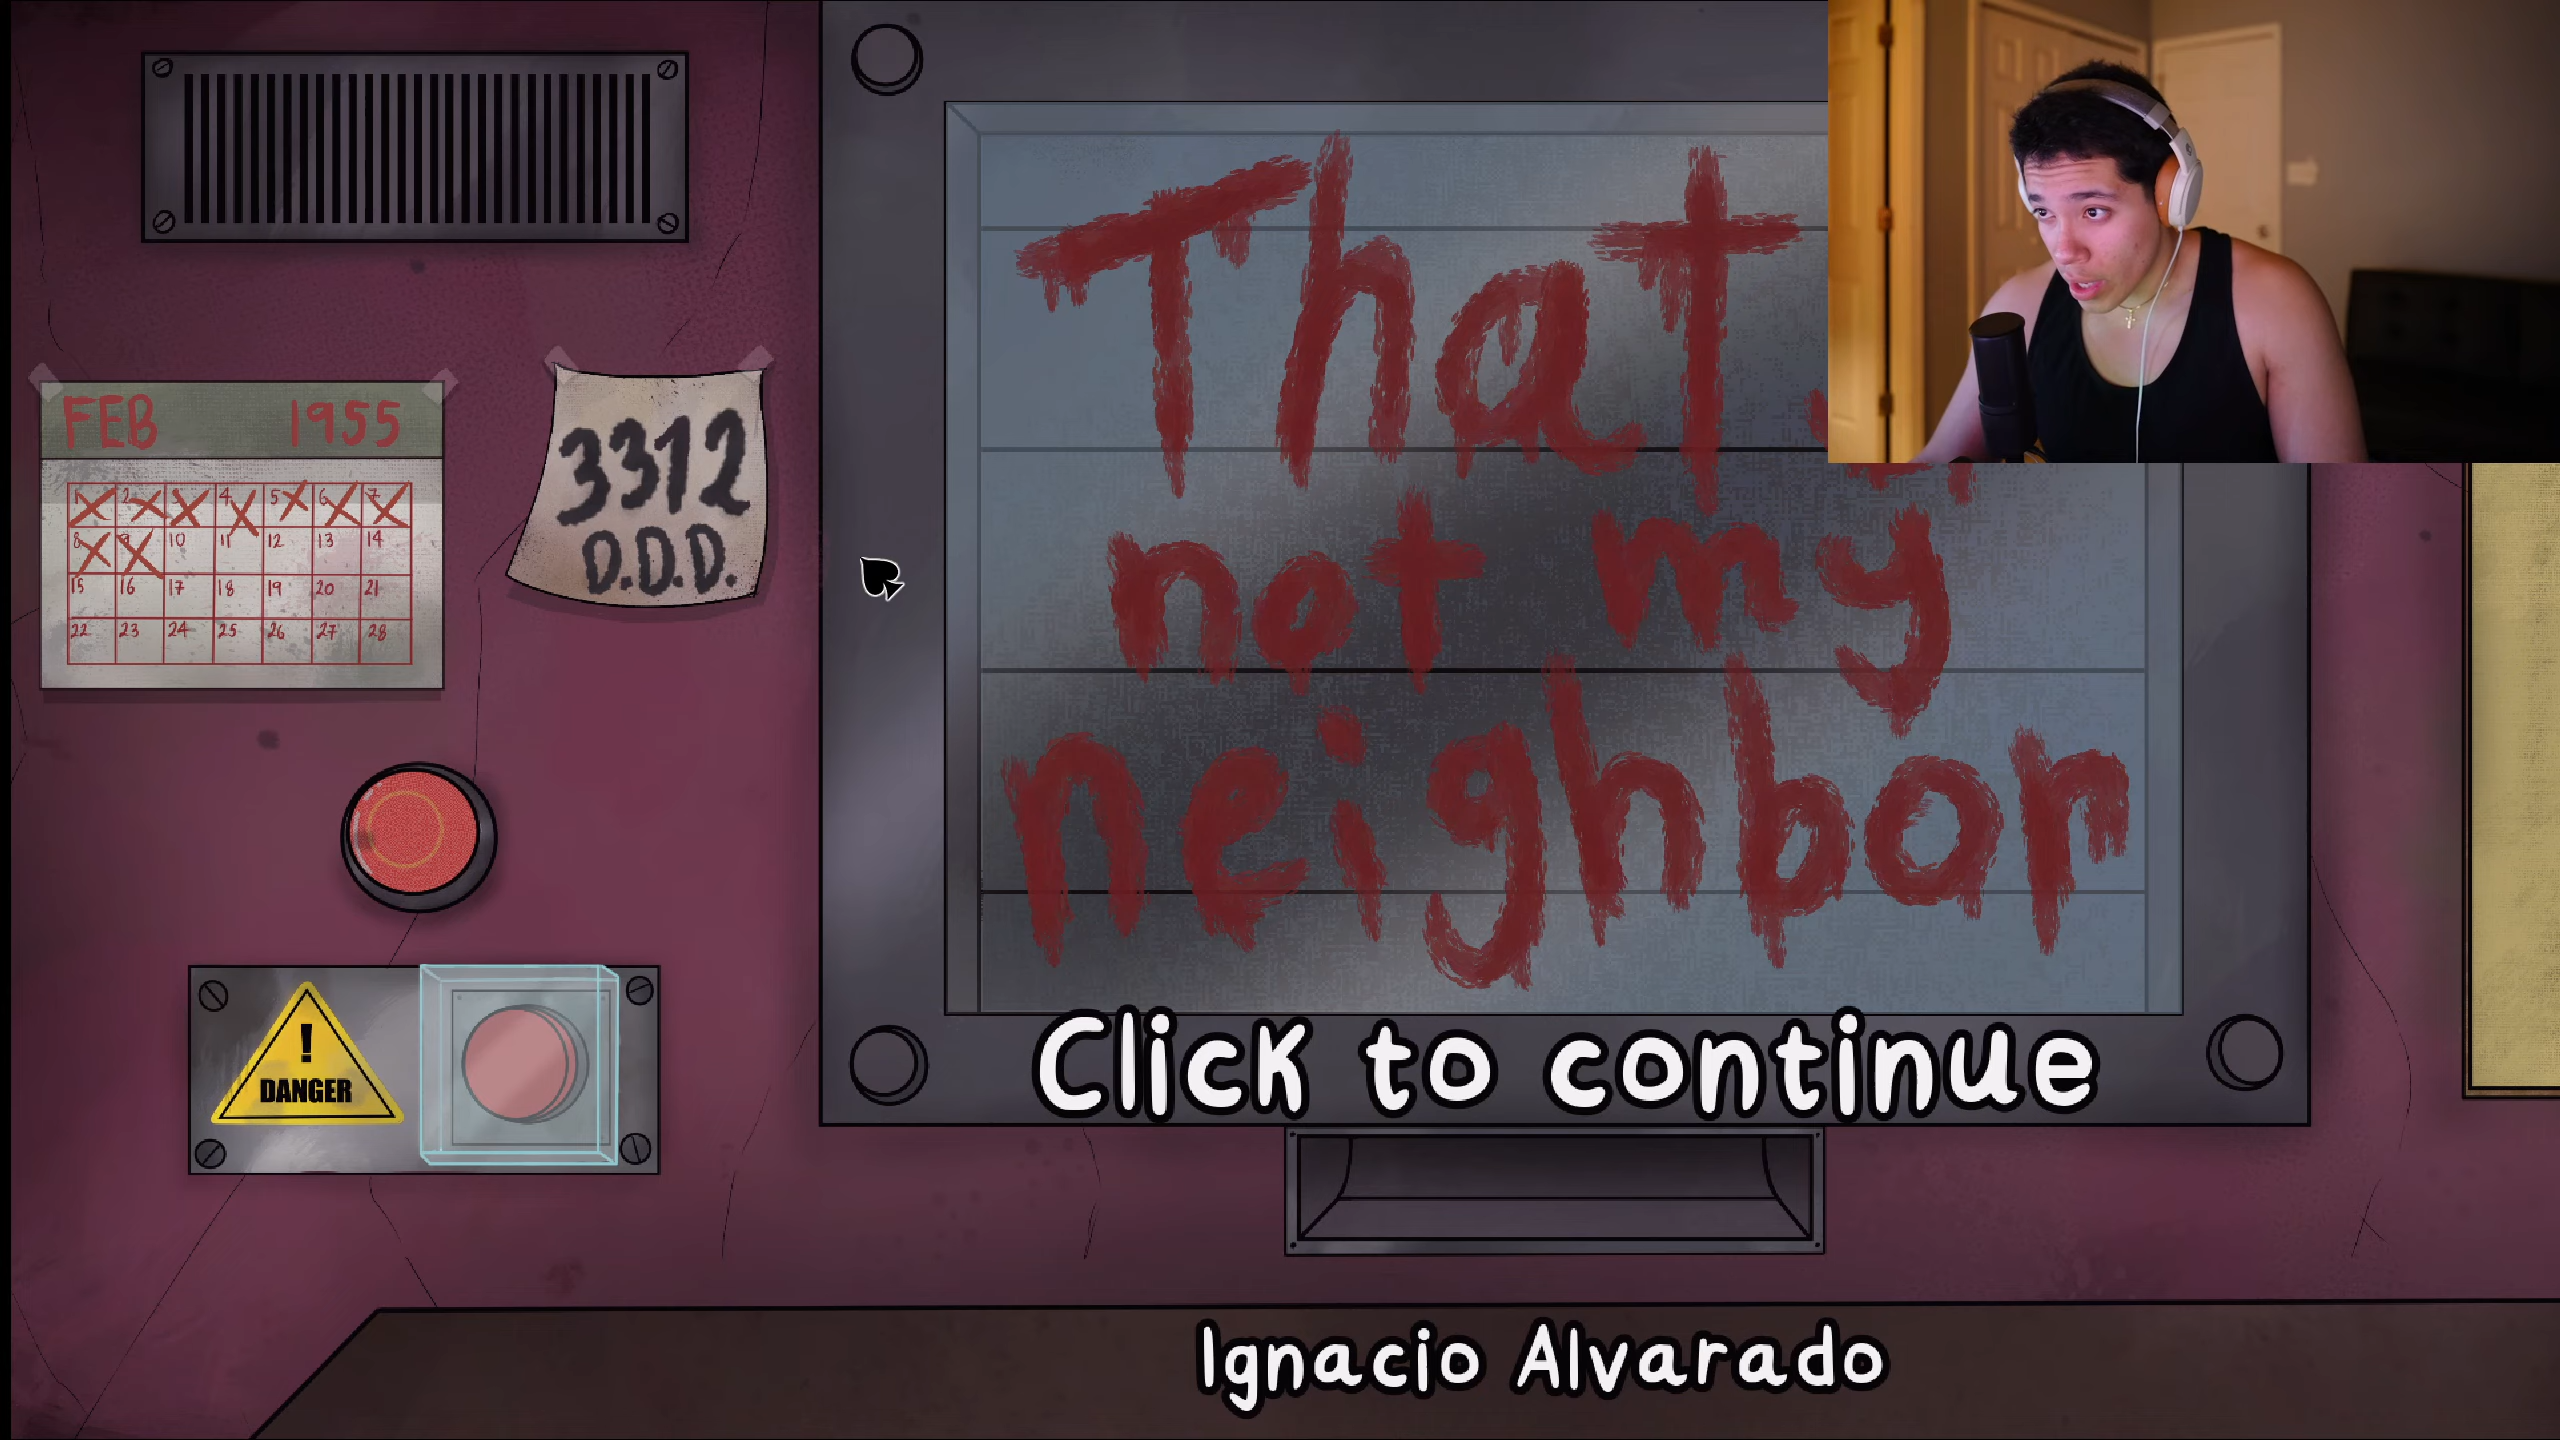 FEB 1955
1 2 3 4 5 6 7
8 9 10 11 12 13 14
15 16 17 18 19 20 21
22 23 24 25 26 27 28
3312
D.D.D.
! DANGER
That
not my
neighbor
Click to continue
Ignacio Alvarado